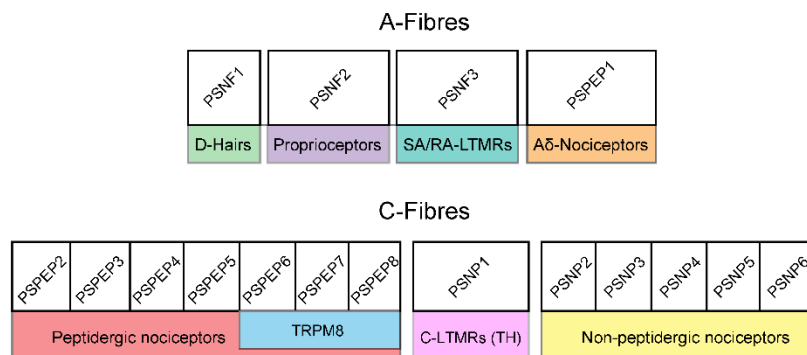 A-Fibres
PSNF1 PSNF2 PSNF3 PSPEP1
D-Hairs Proprioceptors SA/RA-LTMRs Aδ-Nociceptors
C-Fibres
PSPEP2 PSPEP3 PSPEP4 PSPEP5 PSPEP6 PSPEP7 PSPEP8 PSNP1 PSNP2 PSNP3 PSNP4 PSNP5 PSNP6
Peptidergic nociceptors TRPM8 C-LTMRs (TH) Non-peptidergic nociceptors